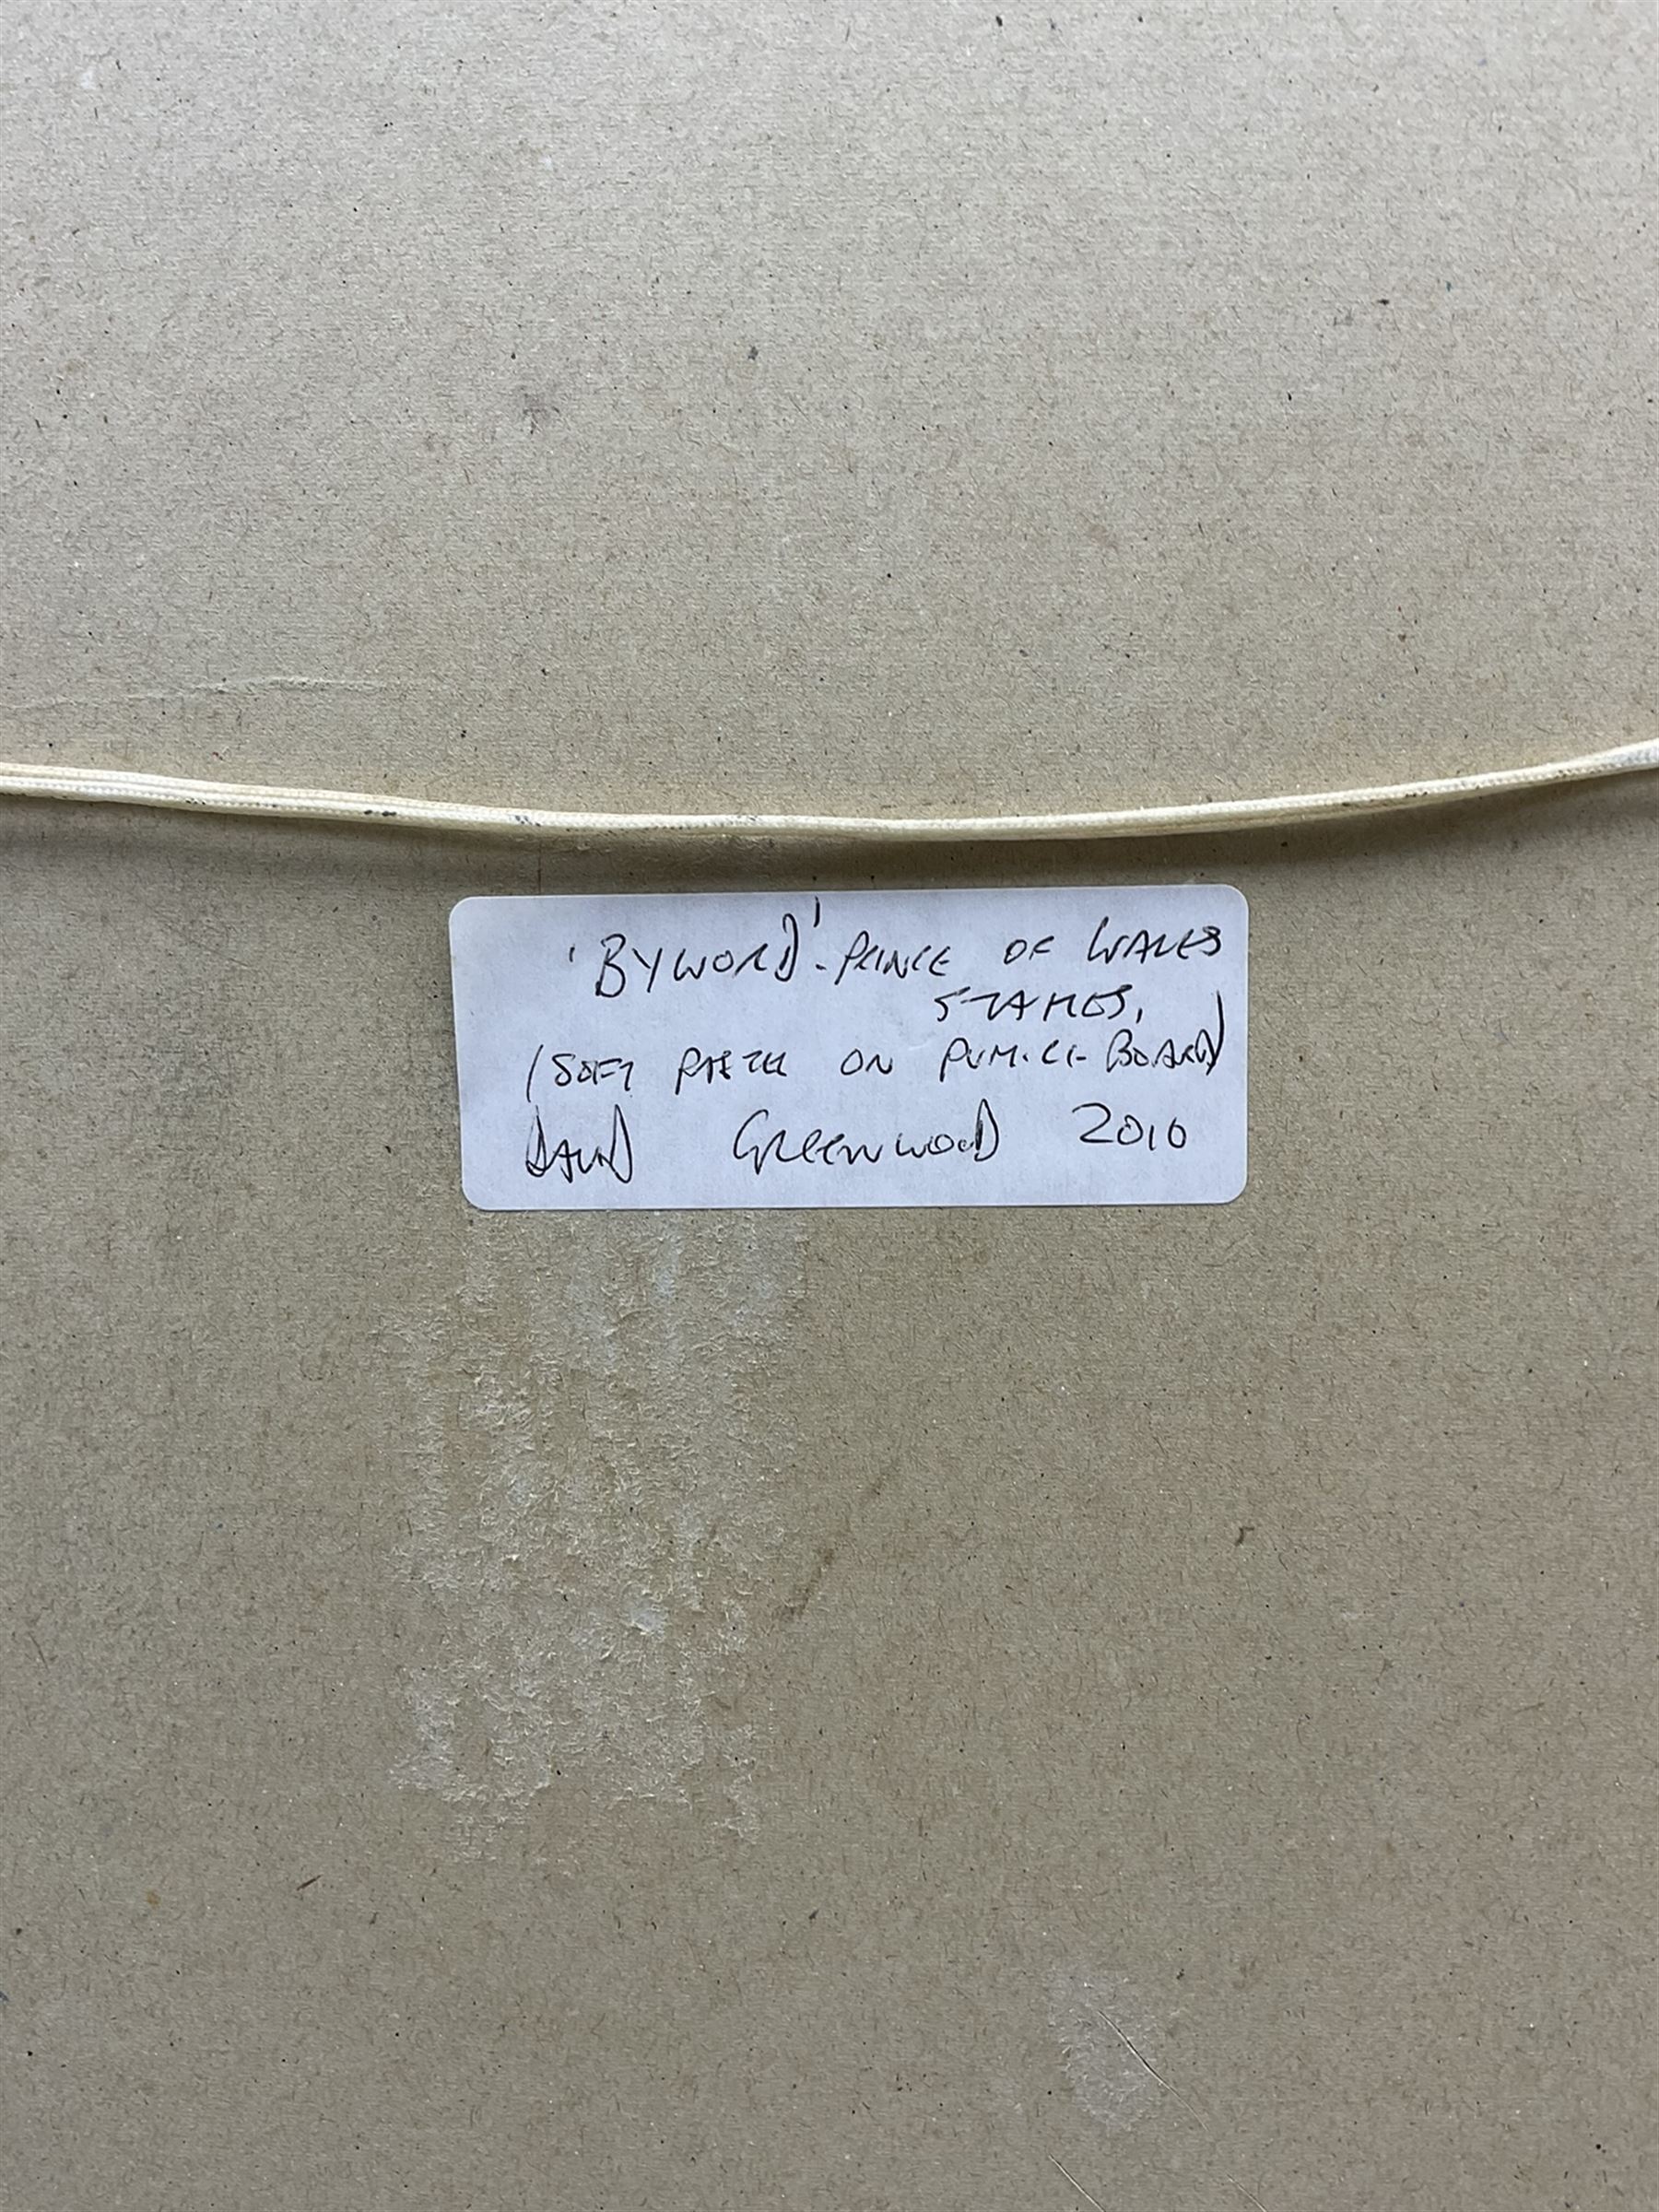 'BYWORD'-PRINCE OF WALES
STAKES,
(SOFT PASTEL ON PUMICE BOARD)
DAVID GREENWOOD 2010